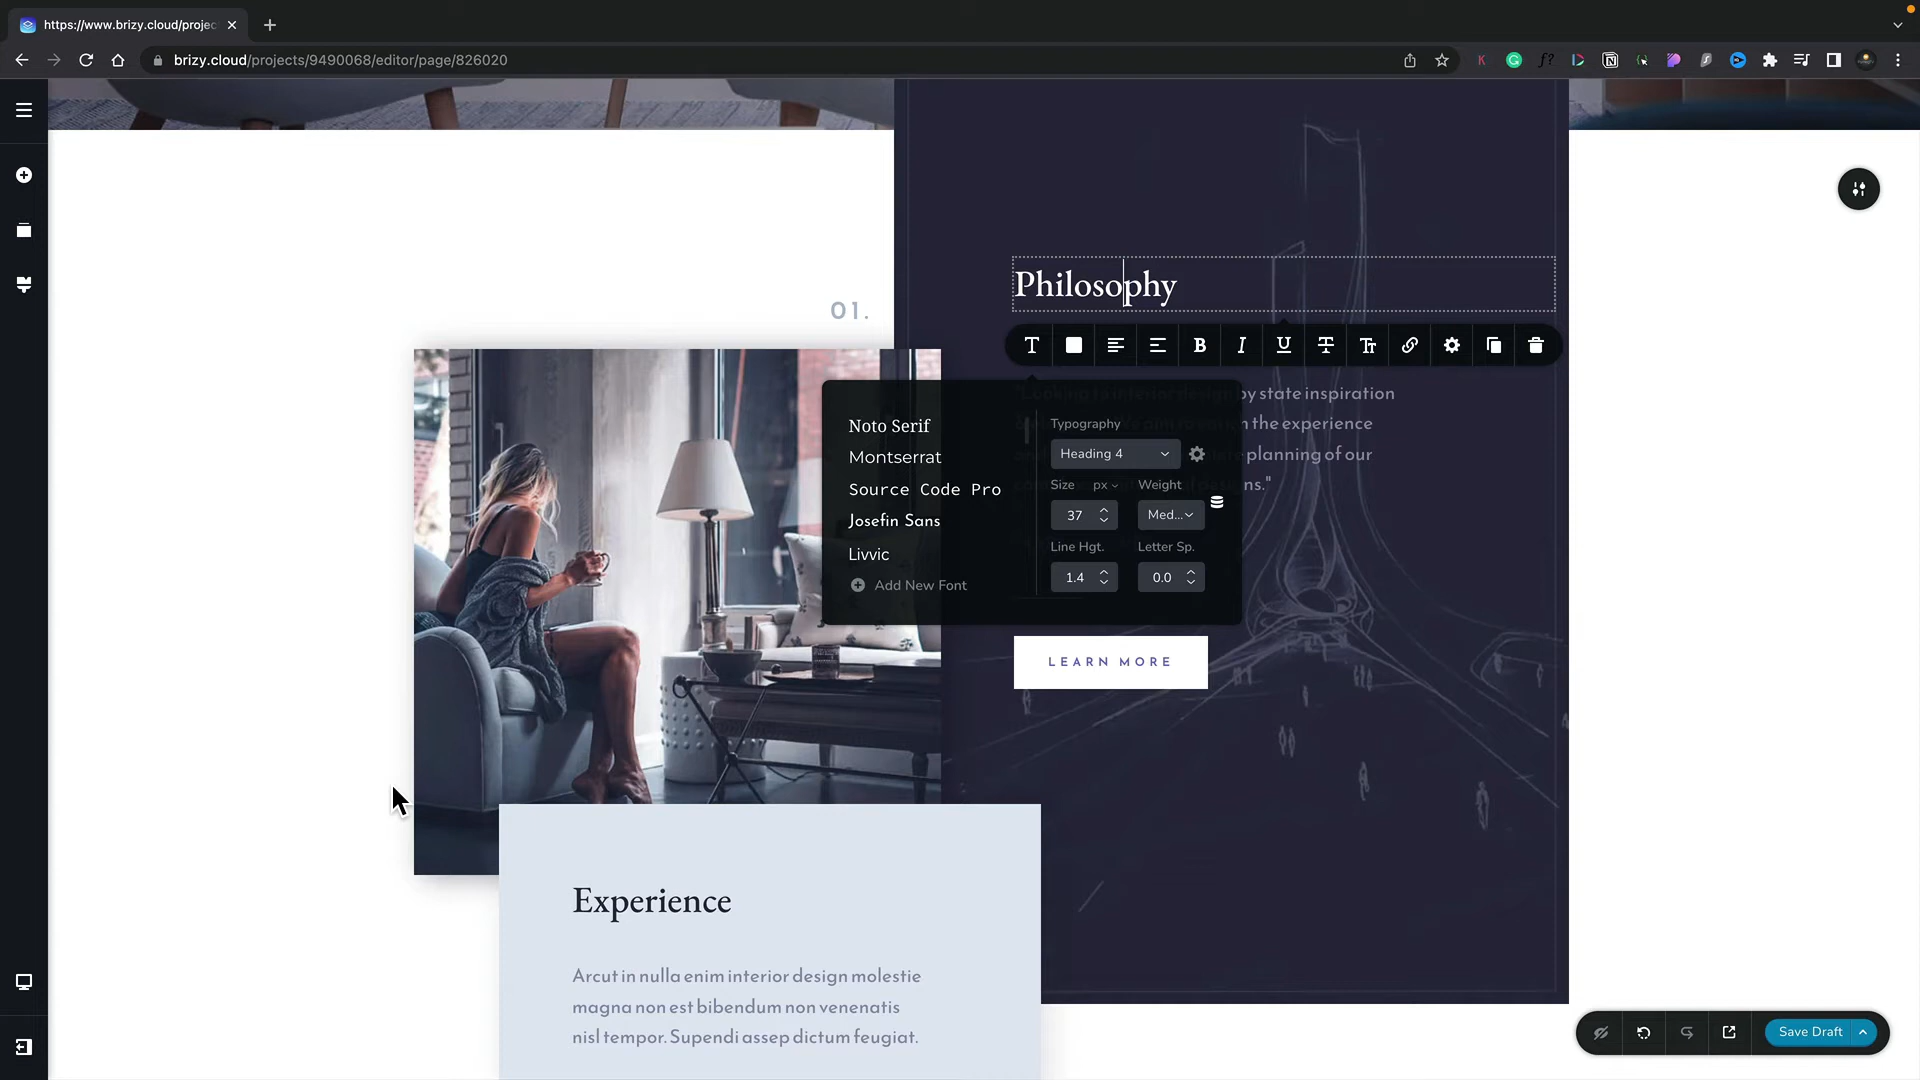 https://www.brizy.cloud/projec
brizy.cloud/projects/9490068/editor/page/826020
Philosophy
01.
by state inspiration
the experience
planning of our
ns."
Noto Serif
Montserrat
Source Code Pro
Josefin Sans
Livvic
Add New Font
Typography
Heading 4
Size px Weight
37 Med...
Line Hgt. Letter Sp.
1.4 0.0
LEARN MORE
Experience
Arcut in nulla enim interior design molestie
magna non est bibendum non venenatis
nisl tempor. Supendi assep dictum feugiat.
Save Draft